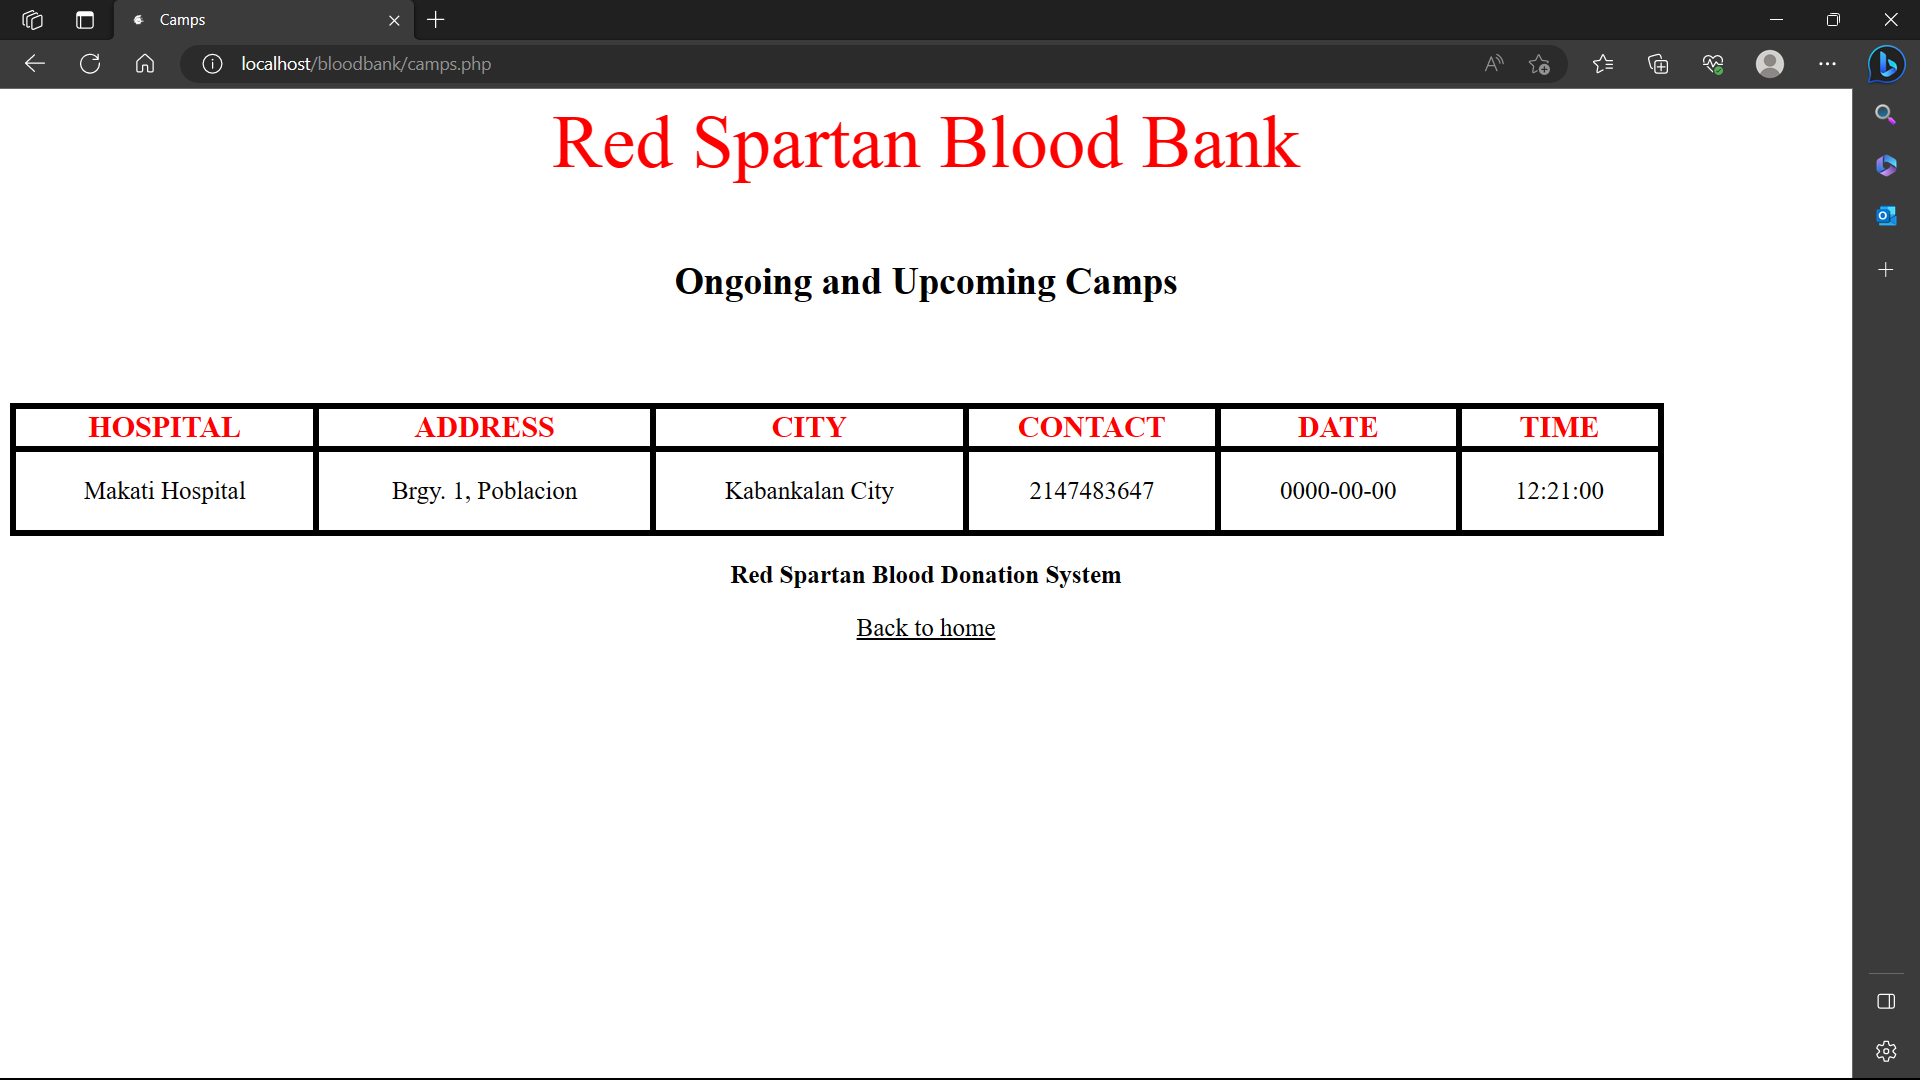 Camps
localhost/bloodbank/camps.php
Red Spartan Blood Bank
Ongoing and Upcoming Camps
HOSPITAL ADDRESS CITY CONTACT DATE TIME
Makati Hospital Brgy. 1, Poblacion Kabankalan City 2147483647 0000-00-00 12:21:00
Red Spartan Blood Donation System
Back to home